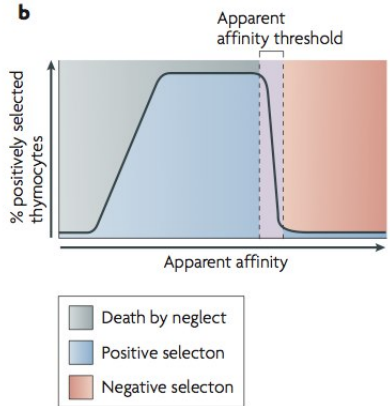 b
Apparent
affinity threshold
% positively selected
thymocytes
Apparent affinity
Death by neglect
Positive selecton
Negative selecton